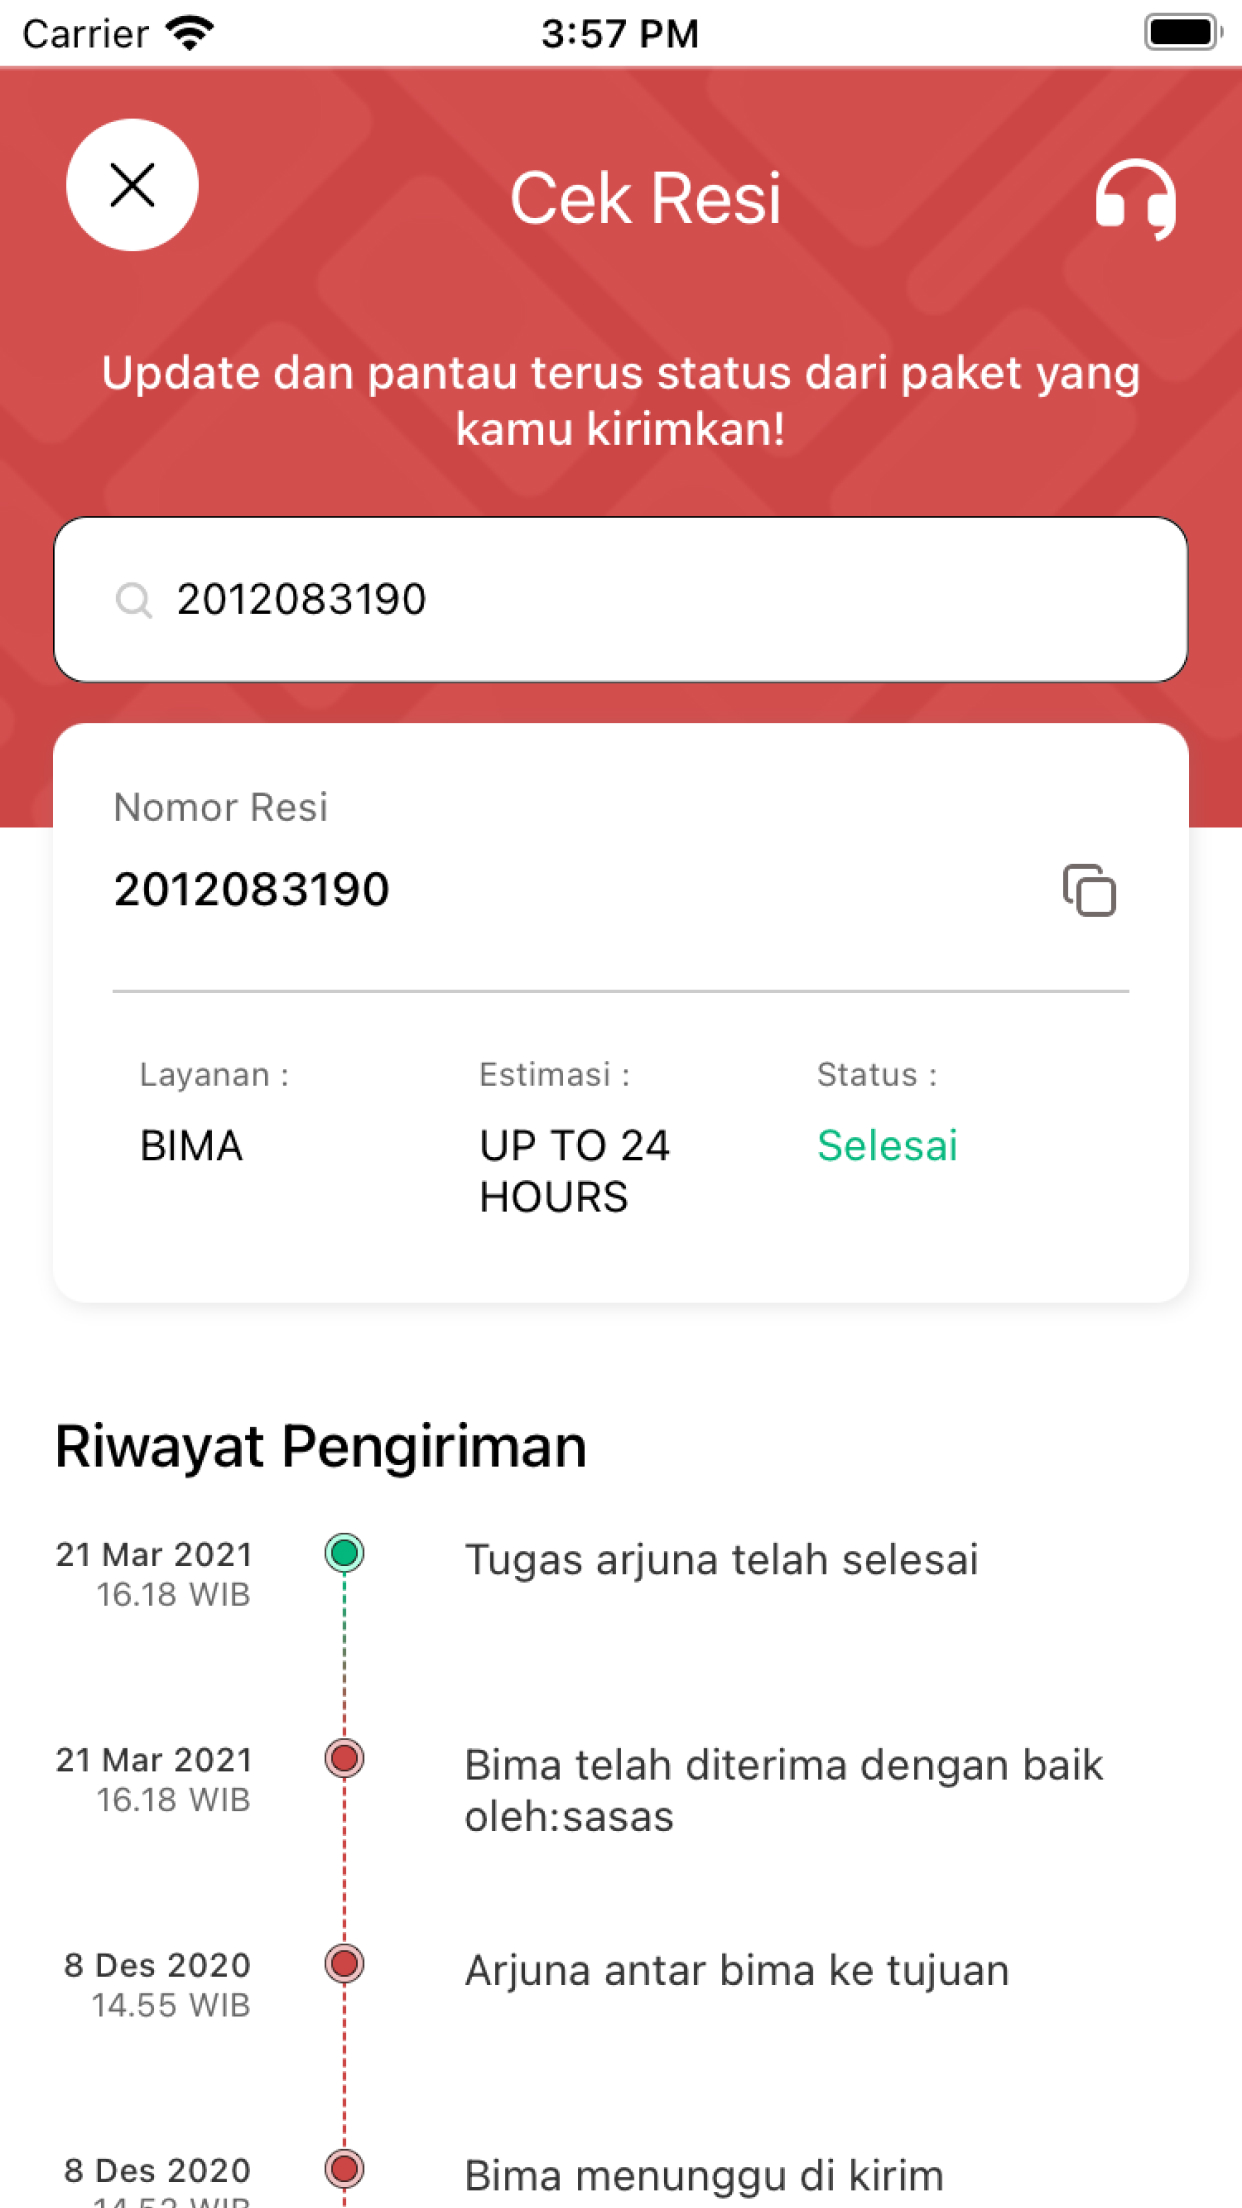 Carrier
3:57 PM
Cek Resi
Update dan pantau terus status dari paket yang
kamu kirimkan!
2012083190
Nomor Resi
2012083190
Layanan :
Estimasi :
Status :
BIMA
UP TO 24
HOURS
Selesai
Riwayat Pengiriman
21 Mar 2021
16.18 WIB
Tugas arjuna telah selesai
21 Mar 2021
16.18 WIB
Bima telah diterima dengan baik
oleh:sasas
8 Des 2020
14.55 WIB
Arjuna antar bima ke tujuan
8 Des 2020
14.52 WIB
Bima menunggu di kirim